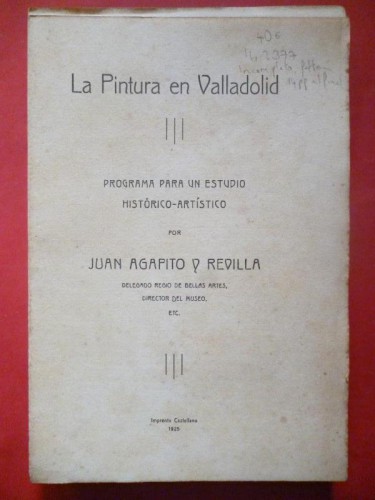 40€
La Pintura en Valladolid
PROGRAMA PARA UN ESTUDIO
HISTÓRICO-ARTÍSTICO
POR
JUAN AGAPITO Y REVILLA
DELEGADO REGIO DE BELLAS ARTES,
DIRECTOR DEL MUSEO,
ETC.
Imprenta Castellana
1925